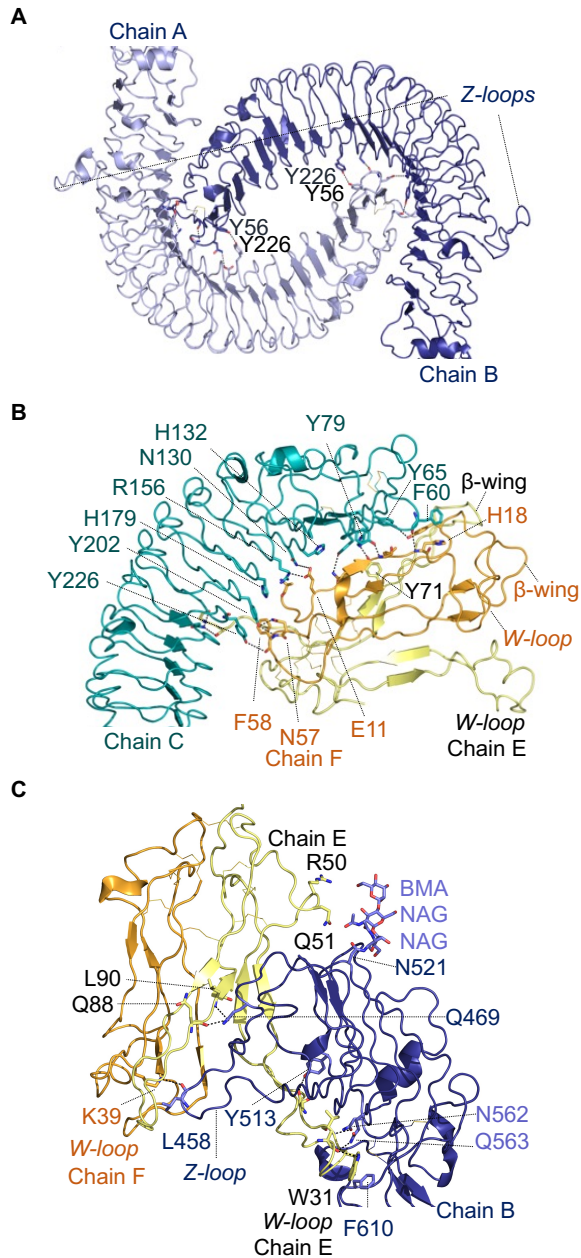 A
Chain A
Z-loops
Y226
Y56
Y56
Y226
Chain B
B
Y79
H132
N130
R156
H179
Y202
Y226
Y65
F60
β-wing
H18
Y71
β-wing
W-loop
F58
N57
E11
Chain C
Chain F
W-loop
Chain E
C
Chain E
R50
BMA
NAG
NAG
Q51
N521
L90
Q88
Q469
K39
W-loop
Chain F
L458
Y513
Z-loop
N562
Q563
W31
W-loop
Chain E
F610
Chain B